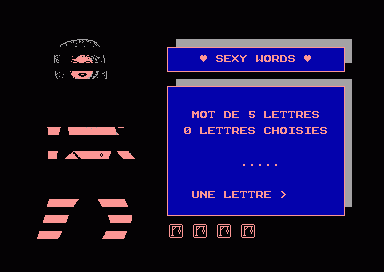 ♥ SEXY WORDS ♥
MOT DE 5 LETTRES
0 LETTRES CHOISIES
.....
UNE LETTRE >